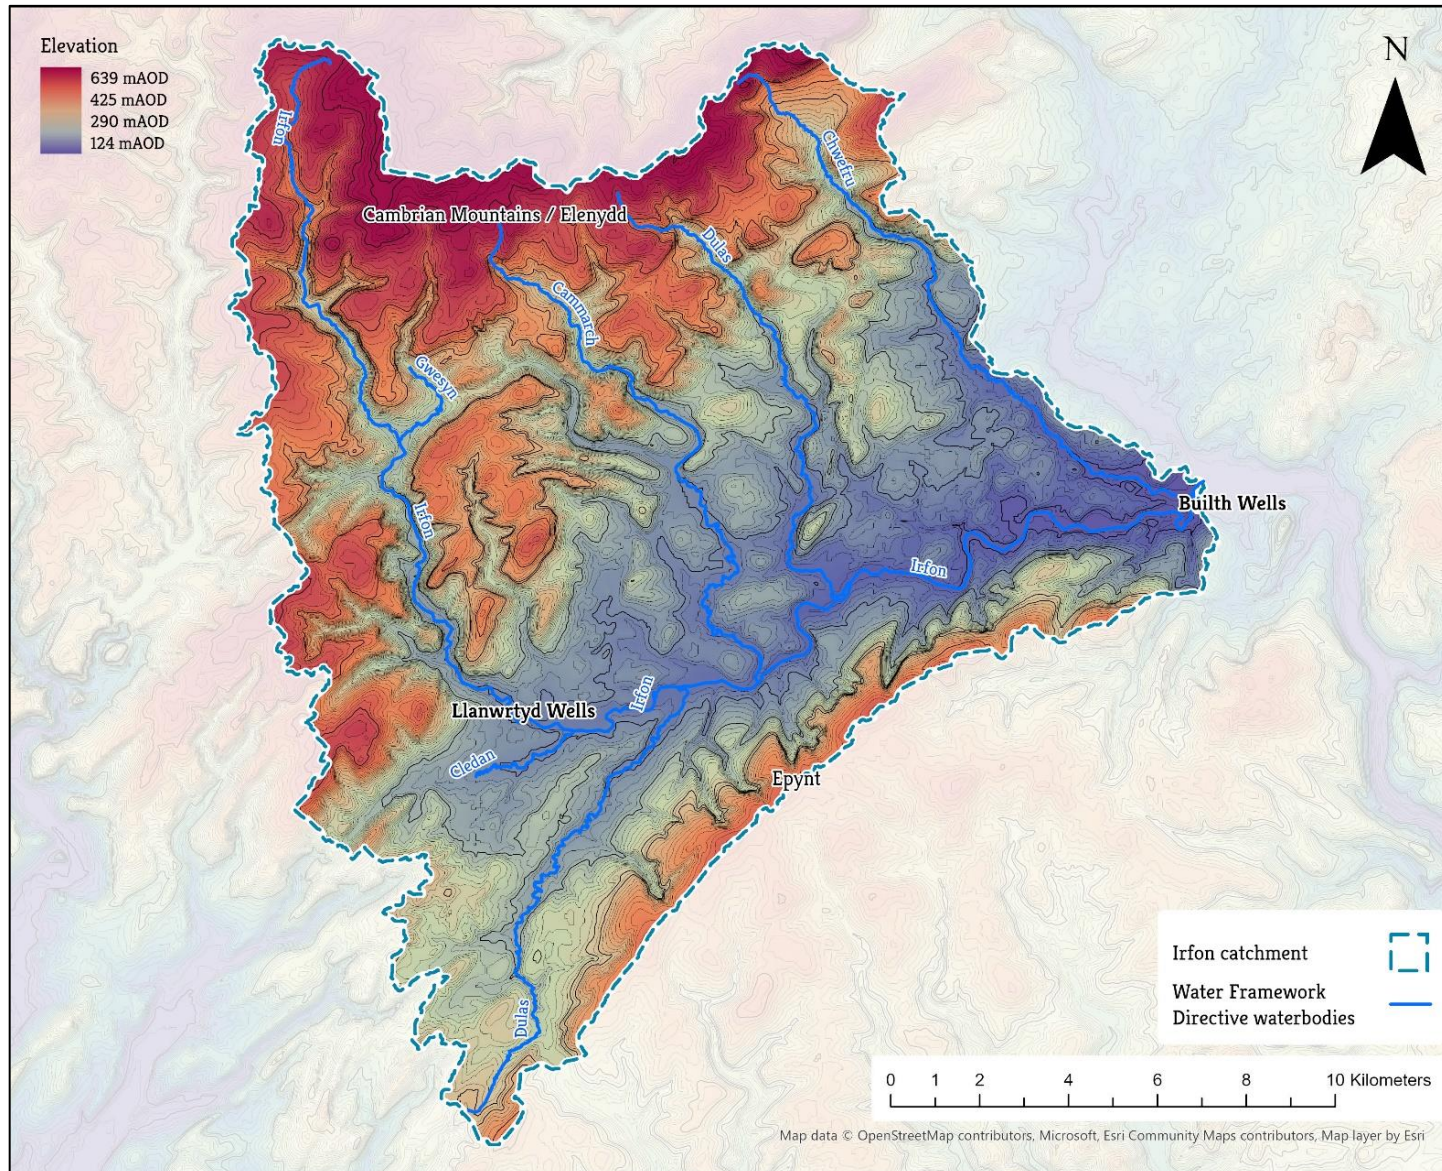 Elevation
639 mAOD
425 mAOD
290 mAOD
124 mAOD
N
Irfon
Chwefru
Cambrian Mountains / Elenydd
Dulas
Cammarch
Gwesyn
Irfon
Builth Wells
Irfon
Irfon
Llanwrtyd Wells
Cledan
Epynt
Dulas
Irfon catchment
Water Framework
Directive waterbodies
0 1 2 4 6 8 10 Kilometers
Map data © OpenStreetMap contributors, Microsoft, Esri Community Maps contributors, Map layer by Esri